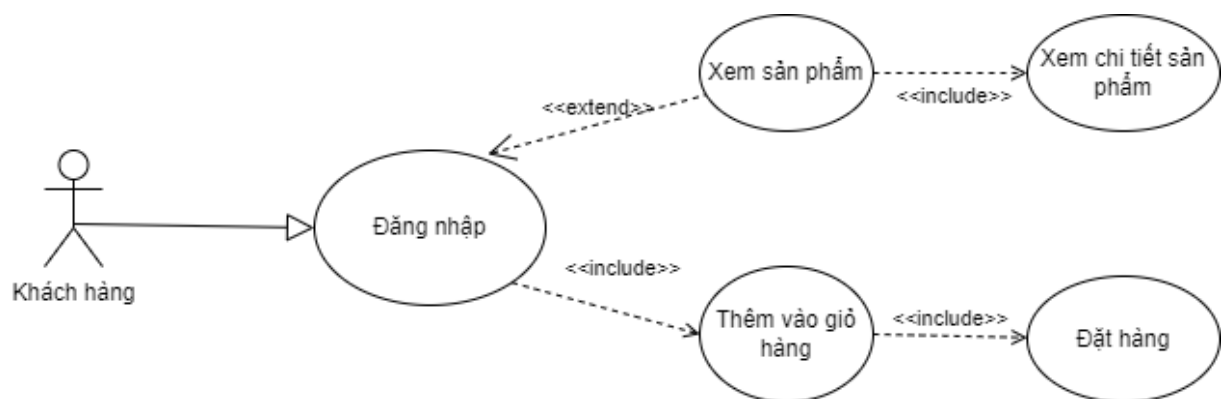 Xem sản phẩm
<<include>>
Xem chi tiết sản
phẩm
<<extend>>
Khách hàng
Đăng nhập
<<include>>
Thêm vào giỏ
hàng
<<include>>
Đặt hàng